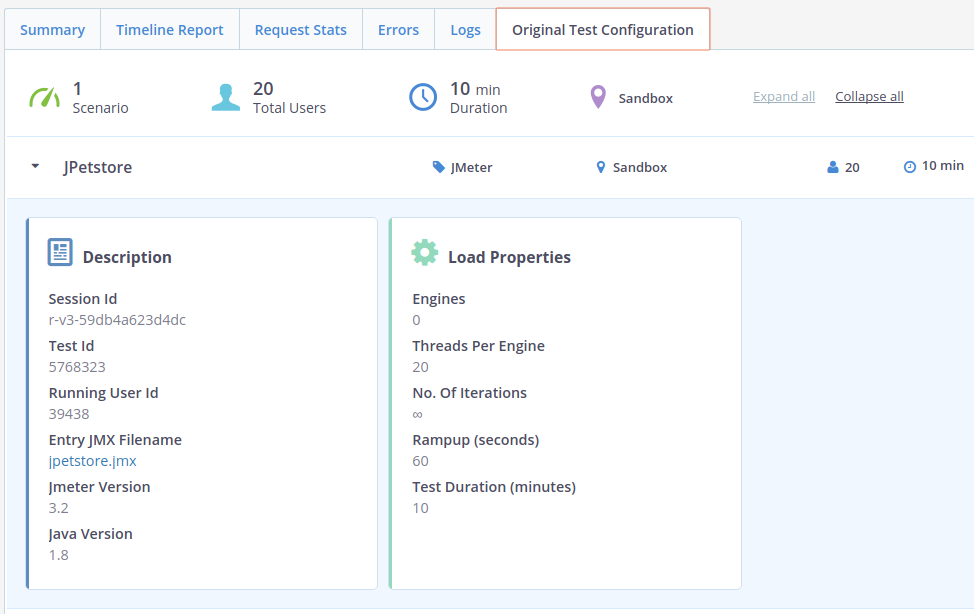 Summary
Timeline Report
Request Stats
Errors
Logs
Original Test Configuration
1
Scenario
20
Total Users
10 min
Duration
Sandbox
Expand all
Collapse all
JPetstore
JMeter
Sandbox
20
10 min
Description
Session Id
r-v3-59db4a623d4dc
Test Id
5768323
Running User Id
39438
Entry JMX Filename
jpetstore.jmx
Jmeter Version
3.2
Java Version
1.8
Load Properties
Engines
0
Threads Per Engine
20
No. Of Iterations
∞
Rampup (seconds)
60
Test Duration (minutes)
10